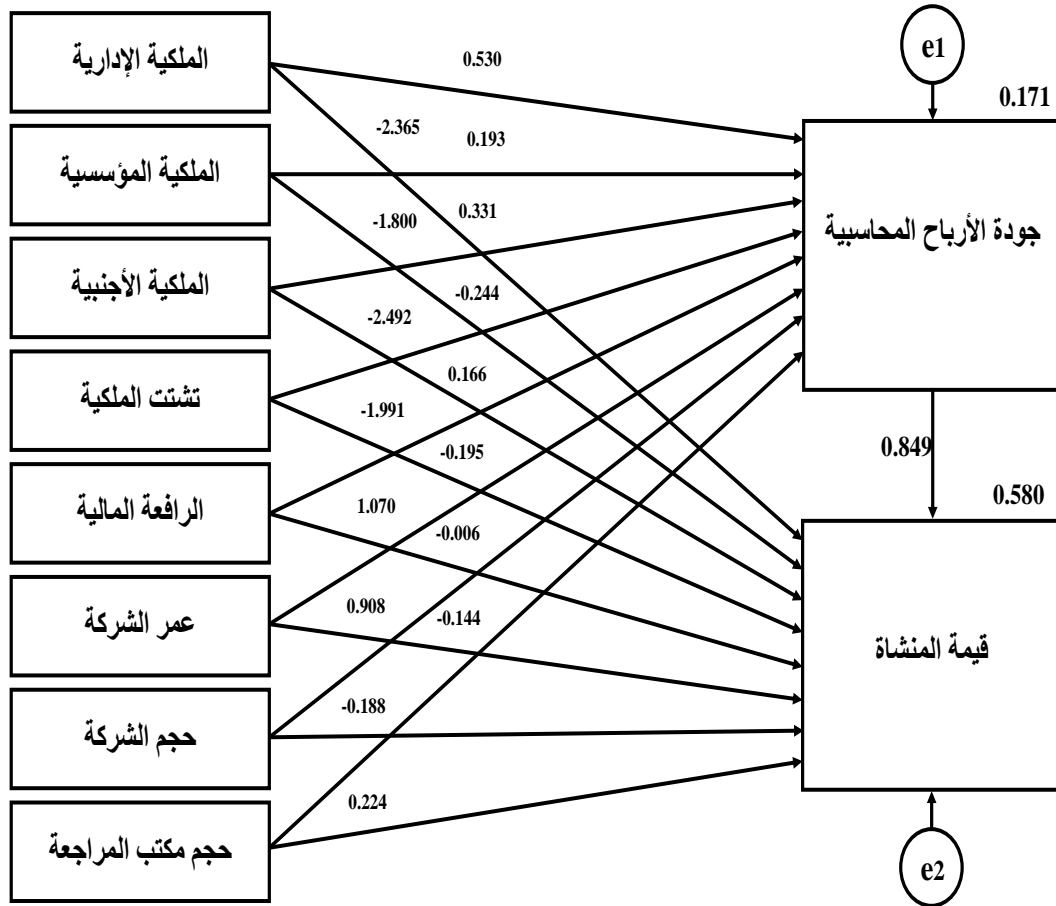 الملكية الإدارية
الملكية المؤسسية
الملكية الأجنبية
تشتت الملكية
الرافعة المالية
عمر الشركة
حجم الشركة
حجم مكتب المراجعة
0.530
-2.365
0.193
-1.800
0.331
-0.244
-2.492
0.166
-1.991
-0.195
1.070
-0.006
0.908
-0.144
-0.188
0.224
e1
0.171
جودة الأرباح المحاسبية
0.849
0.580
قيمة المنشاة
e2